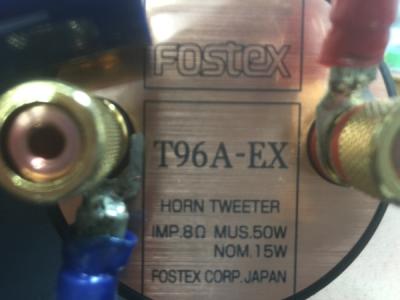 FOSTEX
T96A-EX
HORN TWEETER
IMP.8Ω MUS.50W
NOM.15W
FOSTEX CORP.JAPAN